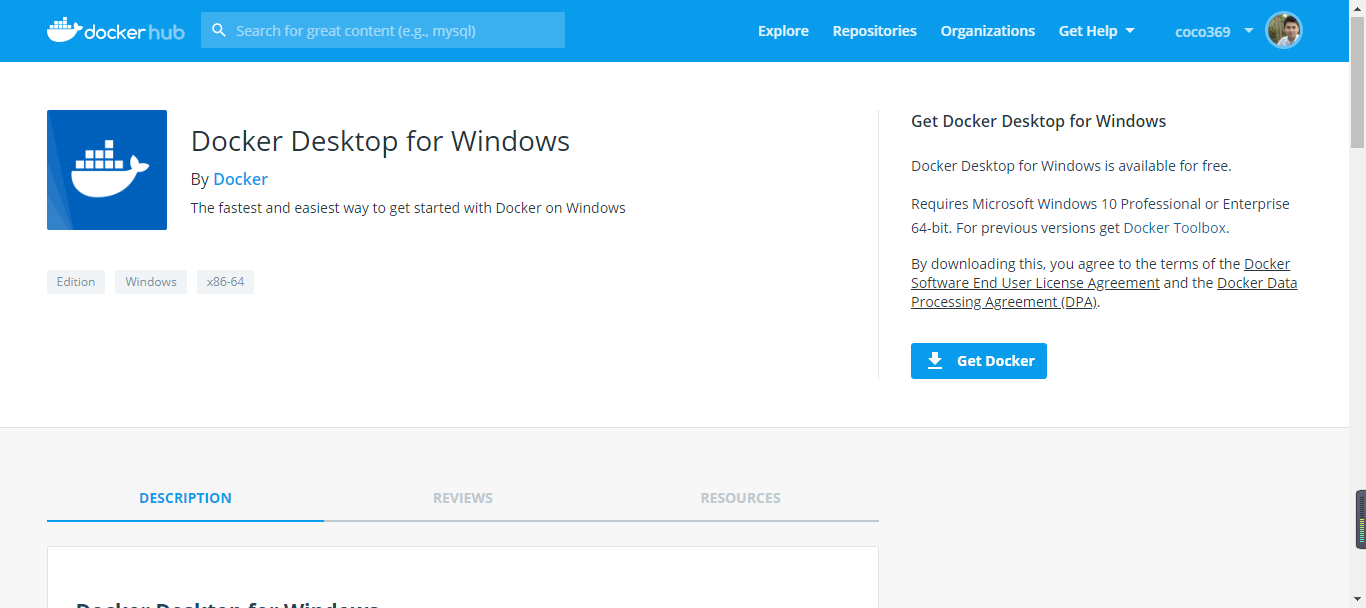 docker hub
Search for great content (e.g., mysql)
Explore
Repositories
Organizations
Get Help
coco369
Docker Desktop for Windows
By Docker
The fastest and easiest way to get started with Docker on Windows
Edition
Windows
x86-64
Get Docker Desktop for Windows
Docker Desktop for Windows is available for free.
Requires Microsoft Windows 10 Professional or Enterprise
64-bit. For previous versions get Docker Toolbox.
By downloading this, you agree to the terms of the Docker
Software End User License Agreement and the Docker Data
Processing Agreement (DPA).
Get Docker
DESCRIPTION
REVIEWS
RESOURCES
Docker Desktop for Windows